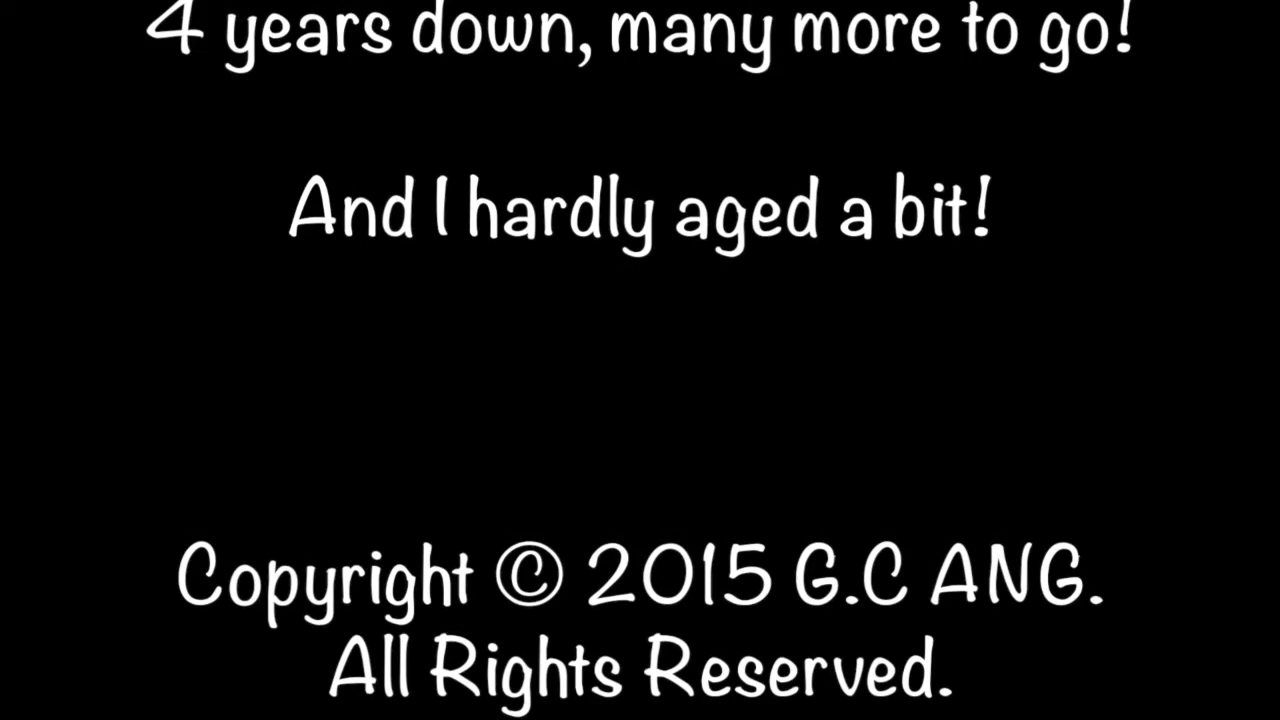 4 years down, many more to go!
And I hardly aged a bit!
Copyright © 2015 G.C ANG.
All Rights Reserved.